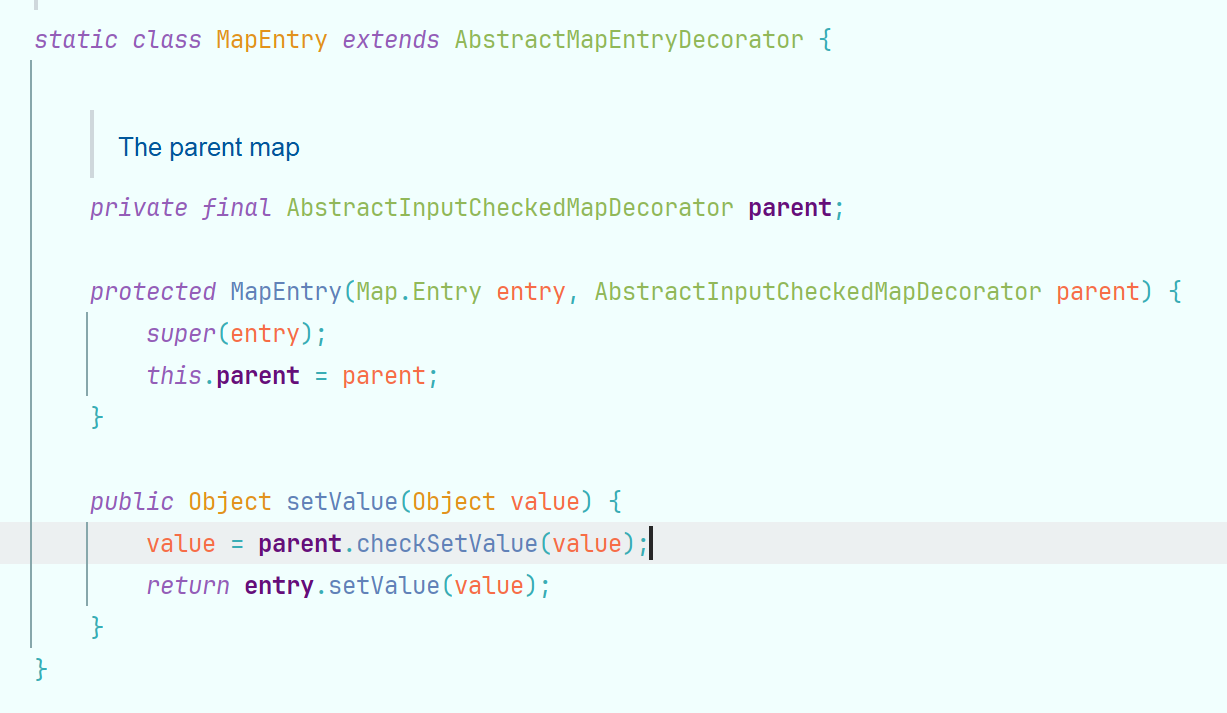 static class MapEntry extends AbstractMapEntryDecorator {
The parent map
private final AbstractInputCheckedMapDecorator parent;
protected MapEntry(Map.Entry entry, AbstractInputCheckedMapDecorator parent) {
super(entry);
this.parent = parent;
}
public Object setValue(Object value) {
value = parent.checkSetValue(value);
return entry.setValue(value);
}
}